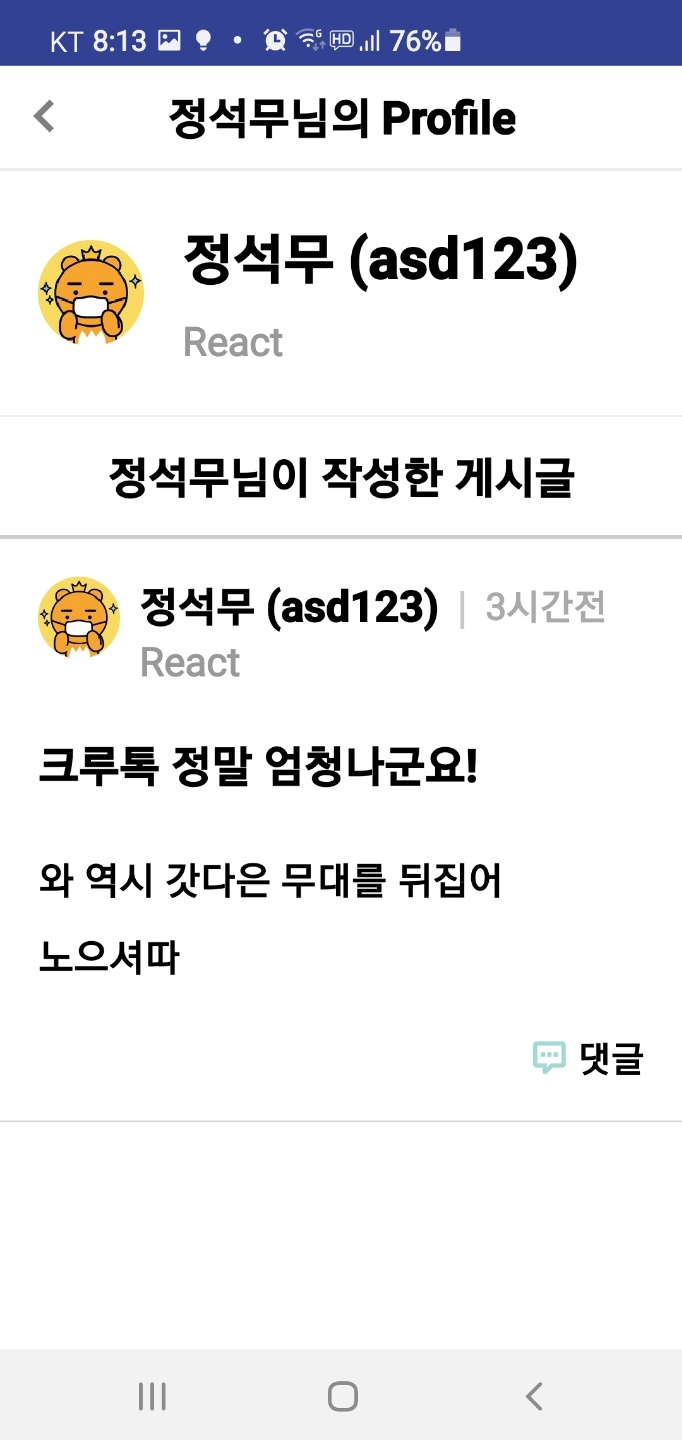 KT 8:13 HD 76%
정석무님의 Profile
정석무 (asd123)
React
정석무님이 작성한 게시글
정석무 (asd123) | 3시간전
React
크루톡 정말 엄청나군요!
와 역시 갓다은 무대를 뒤집어
노으셔따
댓글